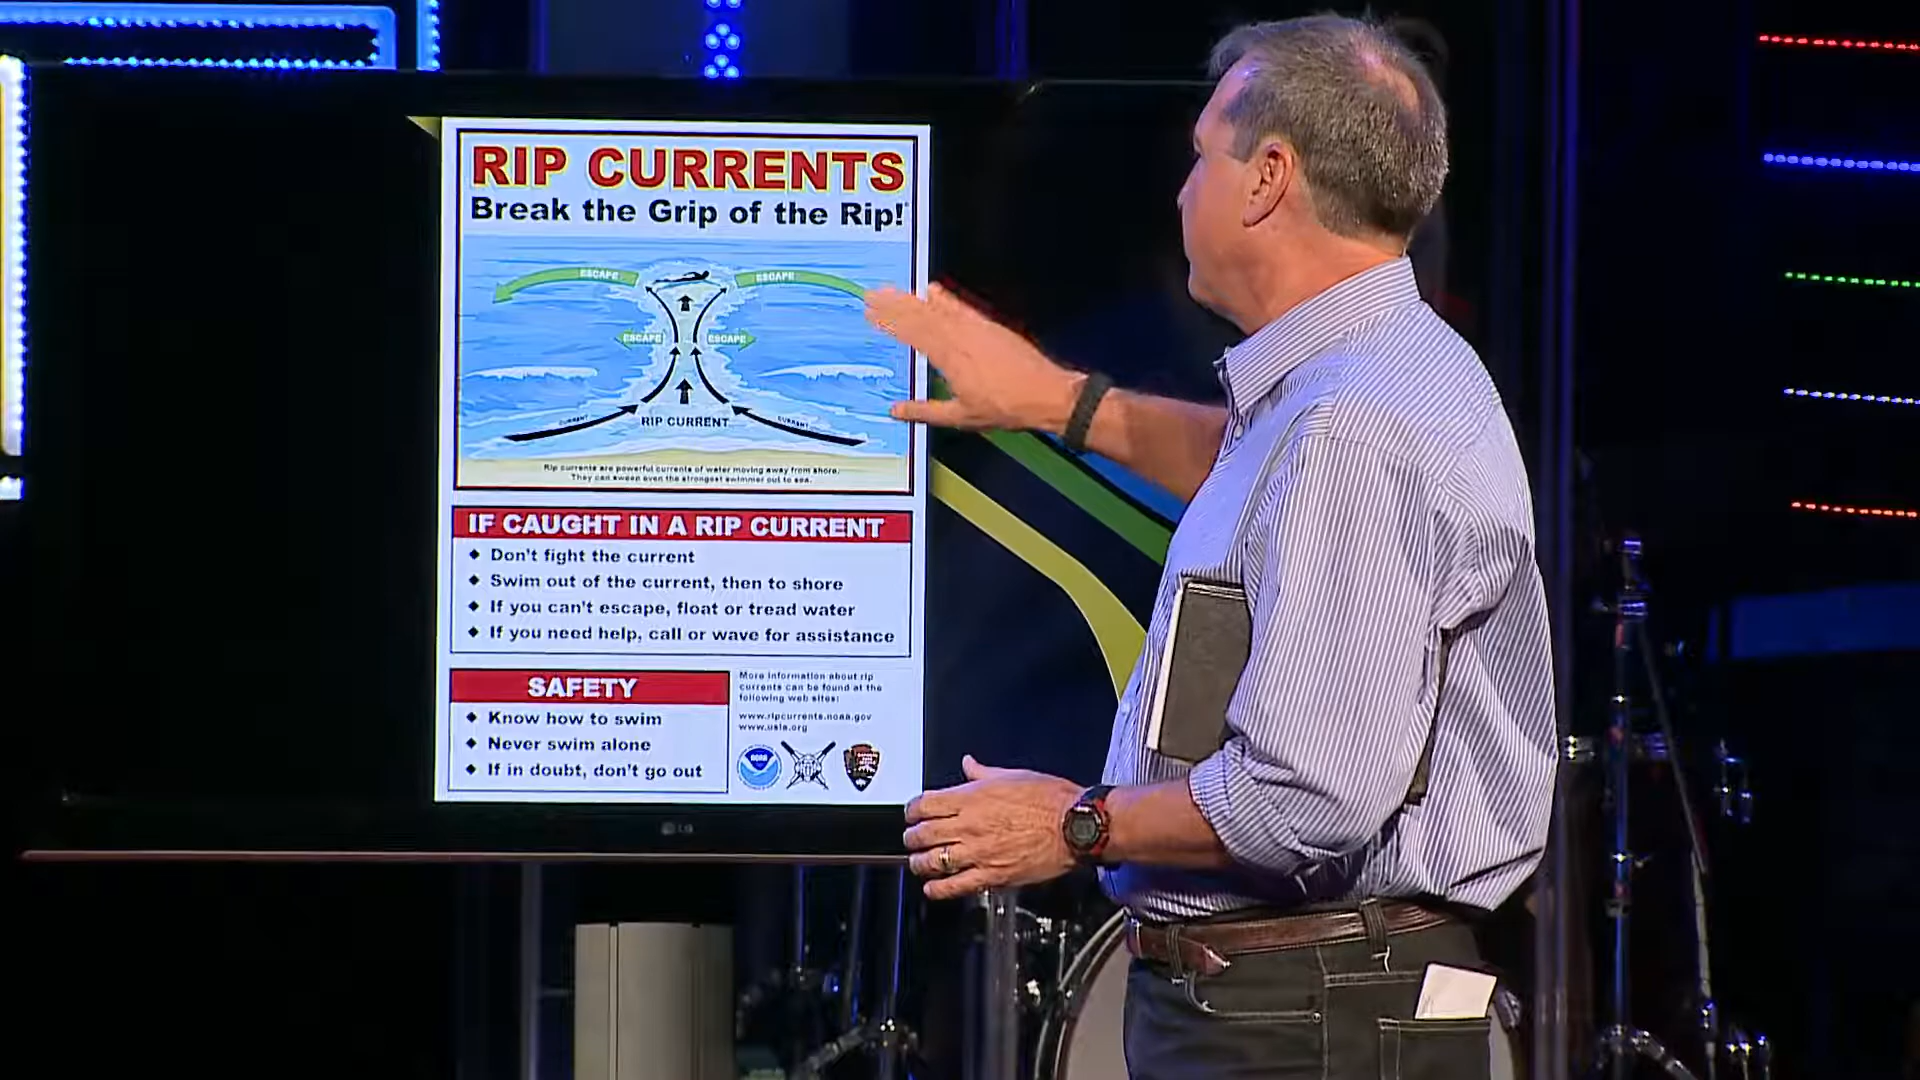 RIP CURRENTS
Break the Grip of the Rip!
ESCAPE
ESCAPE
ESCAPE
ESCAPE
CURRENT
RIP CURRENT
CURRENT
Rip currents are powerful currents of water moving away from shore.
They can sweep even the strongest swimmer out to sea.
IF CAUGHT IN A RIP CURRENT
◆ Don't fight the current
◆ Swim out of the current, then to shore
◆ If you can't escape, float or tread water
◆ If you need help, call or wave for assistance
SAFETY
◆ Know how to swim
◆ Never swim alone
◆ If in doubt, don't go out
More information about rip
currents can be found at the
following web sites:
www.ripcurrents.noaa.gov
www.usla.org
NOAA
LG